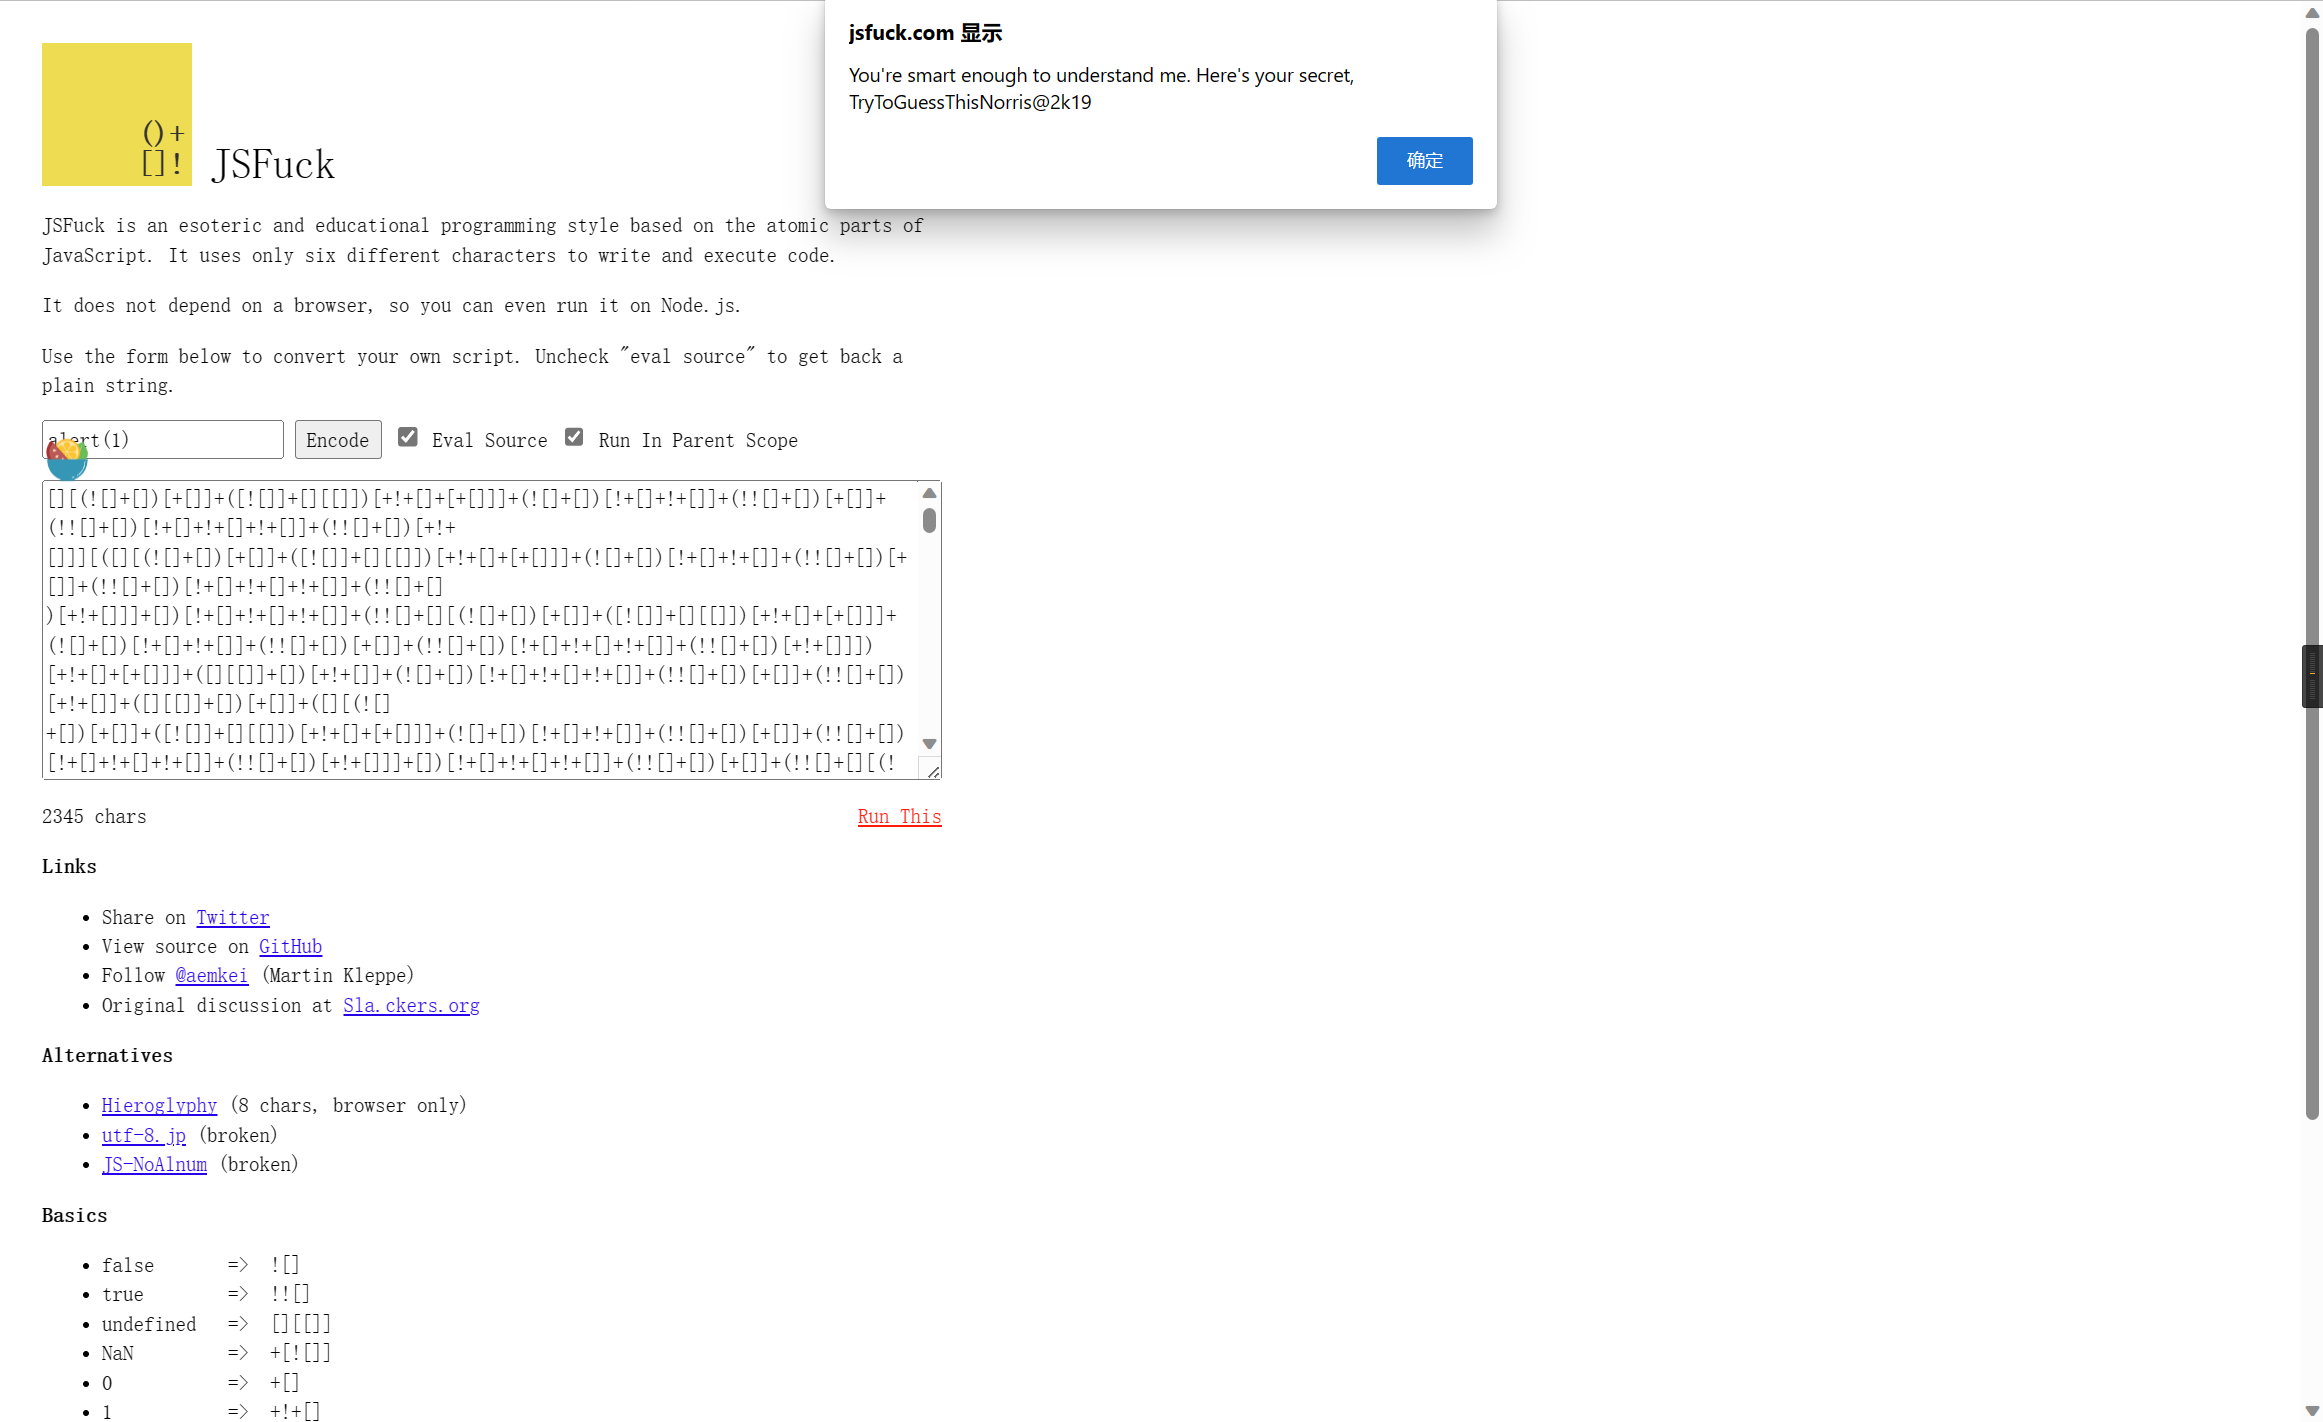 jsfuck.com 显示
You're smart enough to understand me. Here's your secret,
TryToGuessThisNorris@2k19
确定
()+
[]!
JSFuck
JSFuck is an esoteric and educational programming style based on the atomic parts of
JavaScript. It uses only six different characters to write and execute code.
It does not depend on a browser, so you can even run it on Node.js.
Use the form below to convert your own script. Uncheck "eval source" to get back a
plain string.
alert(1) Encode Eval Source Run In Parent Scope
[][(![]+[])[+[]]+([![]]+[][[]])[+!+[]+[+[]]]+(![]+[])[!+[]+!+[]]+(!![]+[])[+[]]+
(!![]+[])[!+[]+!+[]+!+[]]+(!![]+[])[+!+
[]]][([][(![]+[])[+[]]+([![]]+[][[]])[+!+[]+[+[]]]+(![]+[])[!+[]+!+[]]+(!![]+[])[+
[]]+(!![]+[])[!+[]+!+[]+!+[]]+(!![]+[]
)[+!+[]]]+[])[!+[]+!+[]+!+[]]+(!![]+[][(![]+[])[+[]]+([![]]+[][[]])[+!+[]+[+[]]]+
(![]+[])[!+[]+!+[]]+(!![]+[])[+[]]+(!![]+[])[!+[]+!+[]+!+[]]+(!![]+[])[+!+[]]])
[+!+[]+[+[]]]+([][[]]+[])[+!+[]]+(![]+[])[!+[]+!+[]+!+[]]+(!![]+[])[+[]]+(!![]+[])
[+!+[]]+([][[]]+[])[+[]]+([][(![]
+[])[+[]]+([![]]+[][[]])[+!+[]+[+[]]]+(![]+[])[!+[]+!+[]]+(!![]+[])[+[]]+(!![]+[])
[!+[]+!+[]+!+[]]+(!![]+[])[+!+[]]]+[])[!+[]+!+[]+!+[]]+(!![]+[])[+[]]+(!![]+[][(!
2345 chars Run This
Links
• Share on Twitter
• View source on GitHub
• Follow @aemkei (Martin Kleppe)
• Original discussion at Sla.ckers.org
Alternatives
• Hieroglyphy (8 chars, browser only)
• utf-8.jp (broken)
• JS-NoAlnum (broken)
Basics
• false => ![]
• true => !![]
• undefined => [][[]]
• NaN => +[![]]
• 0 => +[]
• 1 => +!+[]